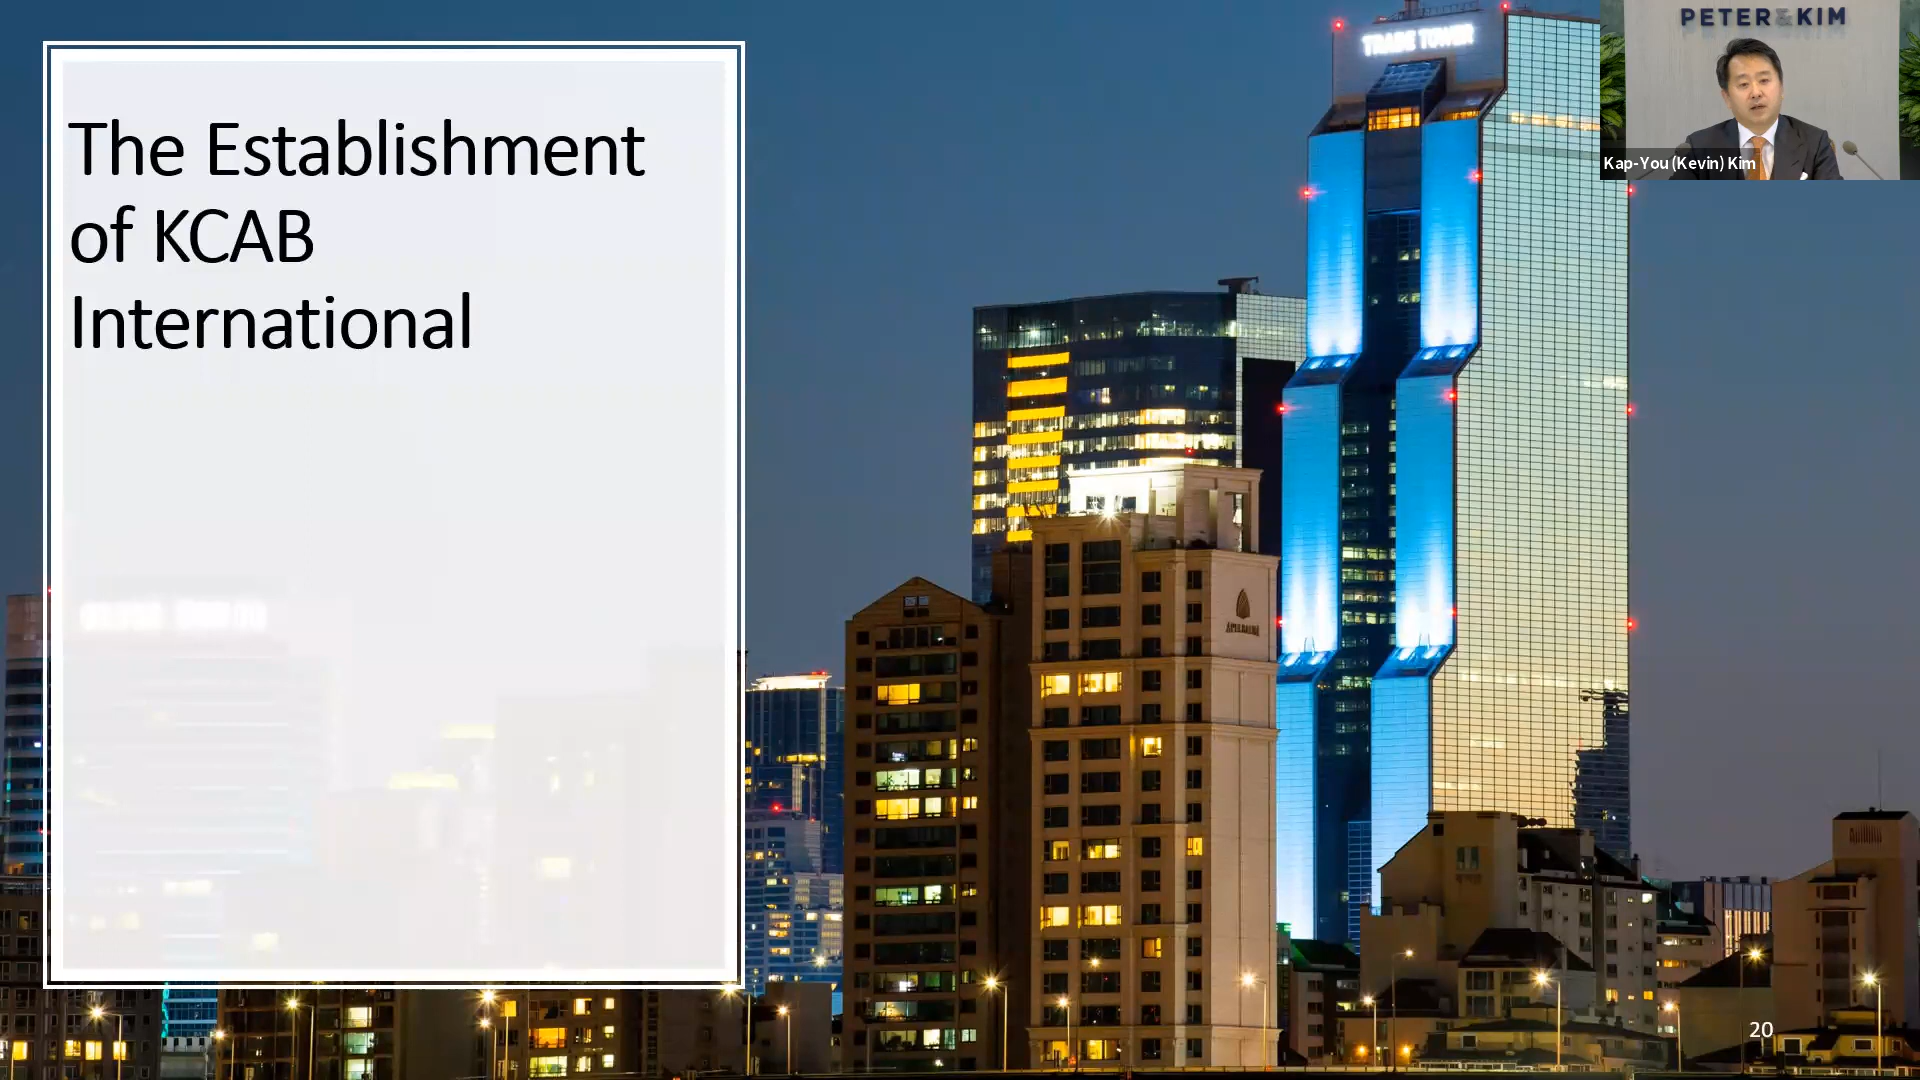 The Establishment
of KCAB
International
TRADE TOWER
PETER&KIM
Kap-You (Kevin) Kim
20